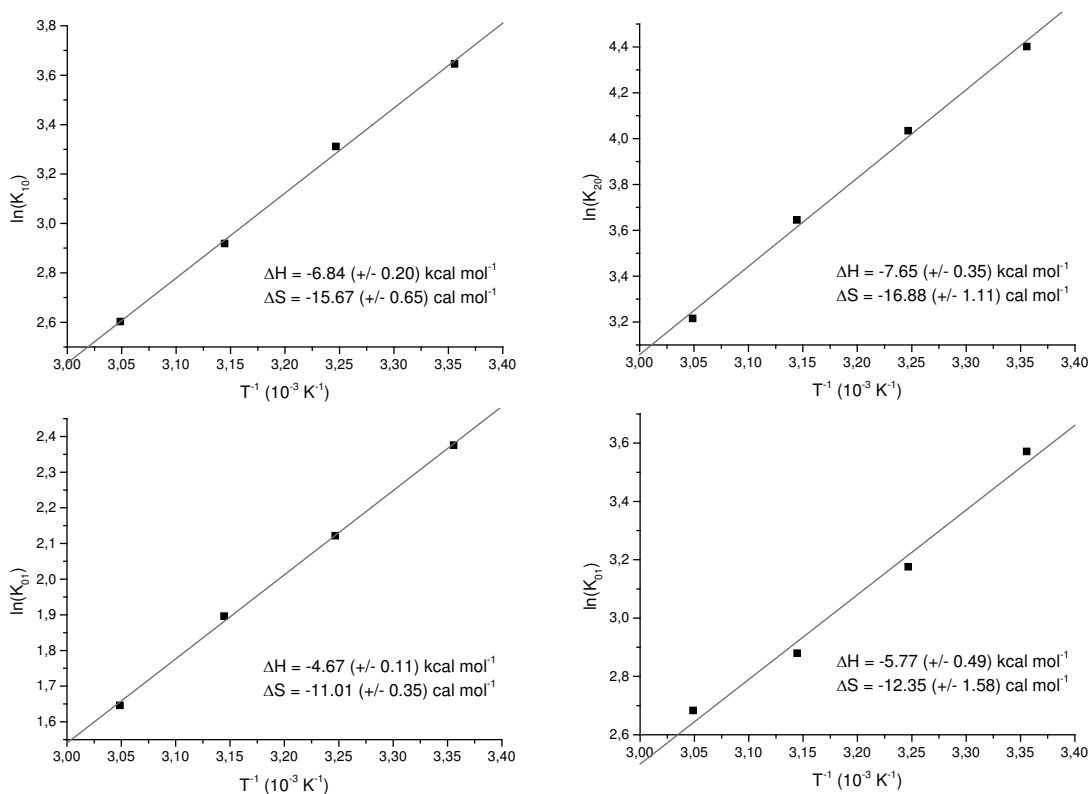 3,8
3,6
3,4
3,2
3,0
2,8
2,6
ln(K₁₀)
ΔH = -6.84 (+/- 0.20) kcal mol⁻¹
ΔS = -15.67 (+/- 0.65) cal mol⁻¹
3,00 3,05 3,10 3,15 3,20 3,25 3,30 3,35 3,40
T⁻¹ (10⁻³ K⁻¹)
4,4
4,2
4,0
3,8
3,6
3,4
3,2
ln(K₂₀)
ΔH = -7.65 (+/- 0.35) kcal mol⁻¹
ΔS = -16.88 (+/- 1.11) cal mol⁻¹
3,00 3,05 3,10 3,15 3,20 3,25 3,30 3,35 3,40
T⁻¹ (10⁻³ K⁻¹)
2,4
2,3
2,2
2,1
2,0
1,9
1,8
1,7
1,6
ln(K₀₁)
ΔH = -4.67 (+/- 0.11) kcal mol⁻¹
ΔS = -11.01 (+/- 0.35) cal mol⁻¹
3,00 3,05 3,10 3,15 3,20 3,25 3,30 3,35 3,40
T⁻¹ (10⁻³ K⁻¹)
3,6
3,4
3,2
3,0
2,8
2,6
ln(K₀₁)
ΔH = -5.77 (+/- 0.49) kcal mol⁻¹
ΔS = -12.35 (+/- 1.58) cal mol⁻¹
3,00 3,05 3,10 3,15 3,20 3,25 3,30 3,35 3,40
T⁻¹ (10⁻³ K⁻¹)